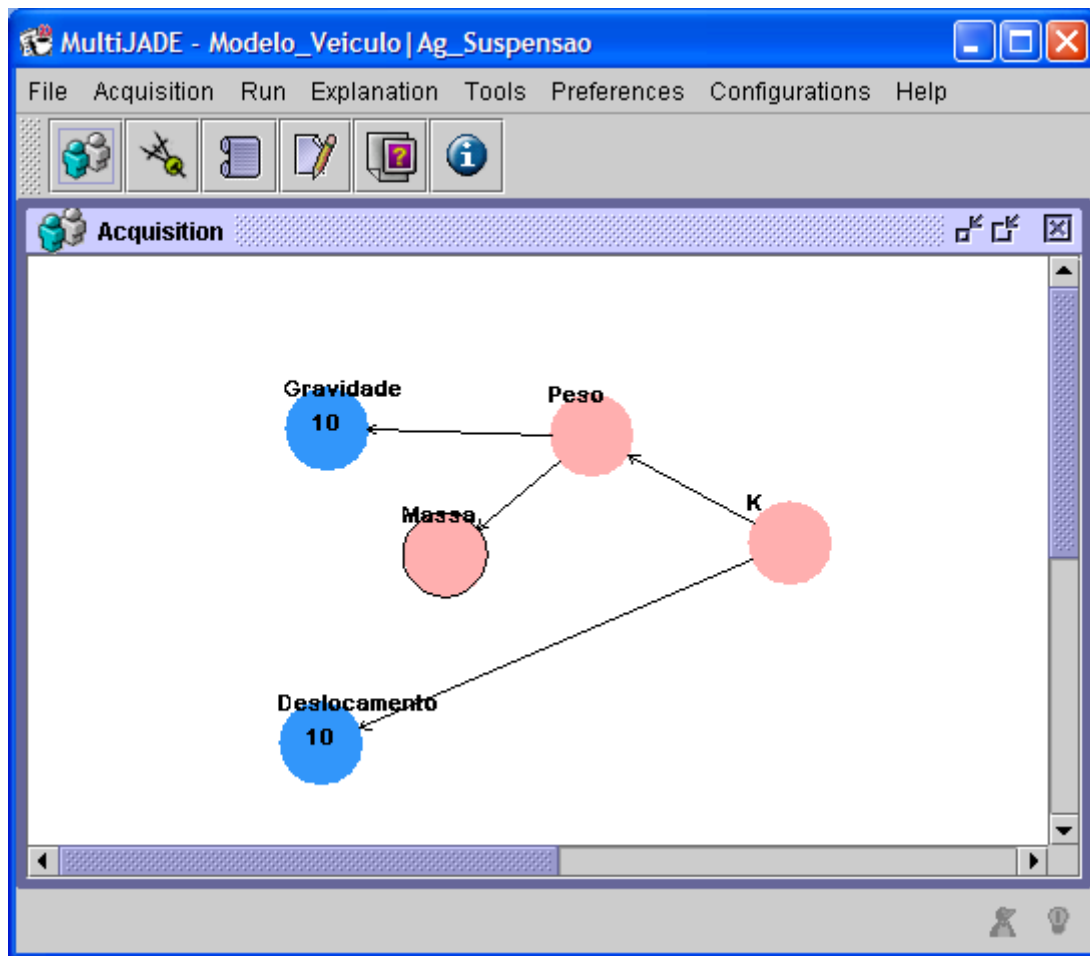 MultiJADE - Modelo_Veiculo|Ag_Suspensao
File Acquisition Run Explanation Tools Preferences Configurations Help
Acquisition
Gravidade
10
Peso
Massa
K
Deslocamento
10